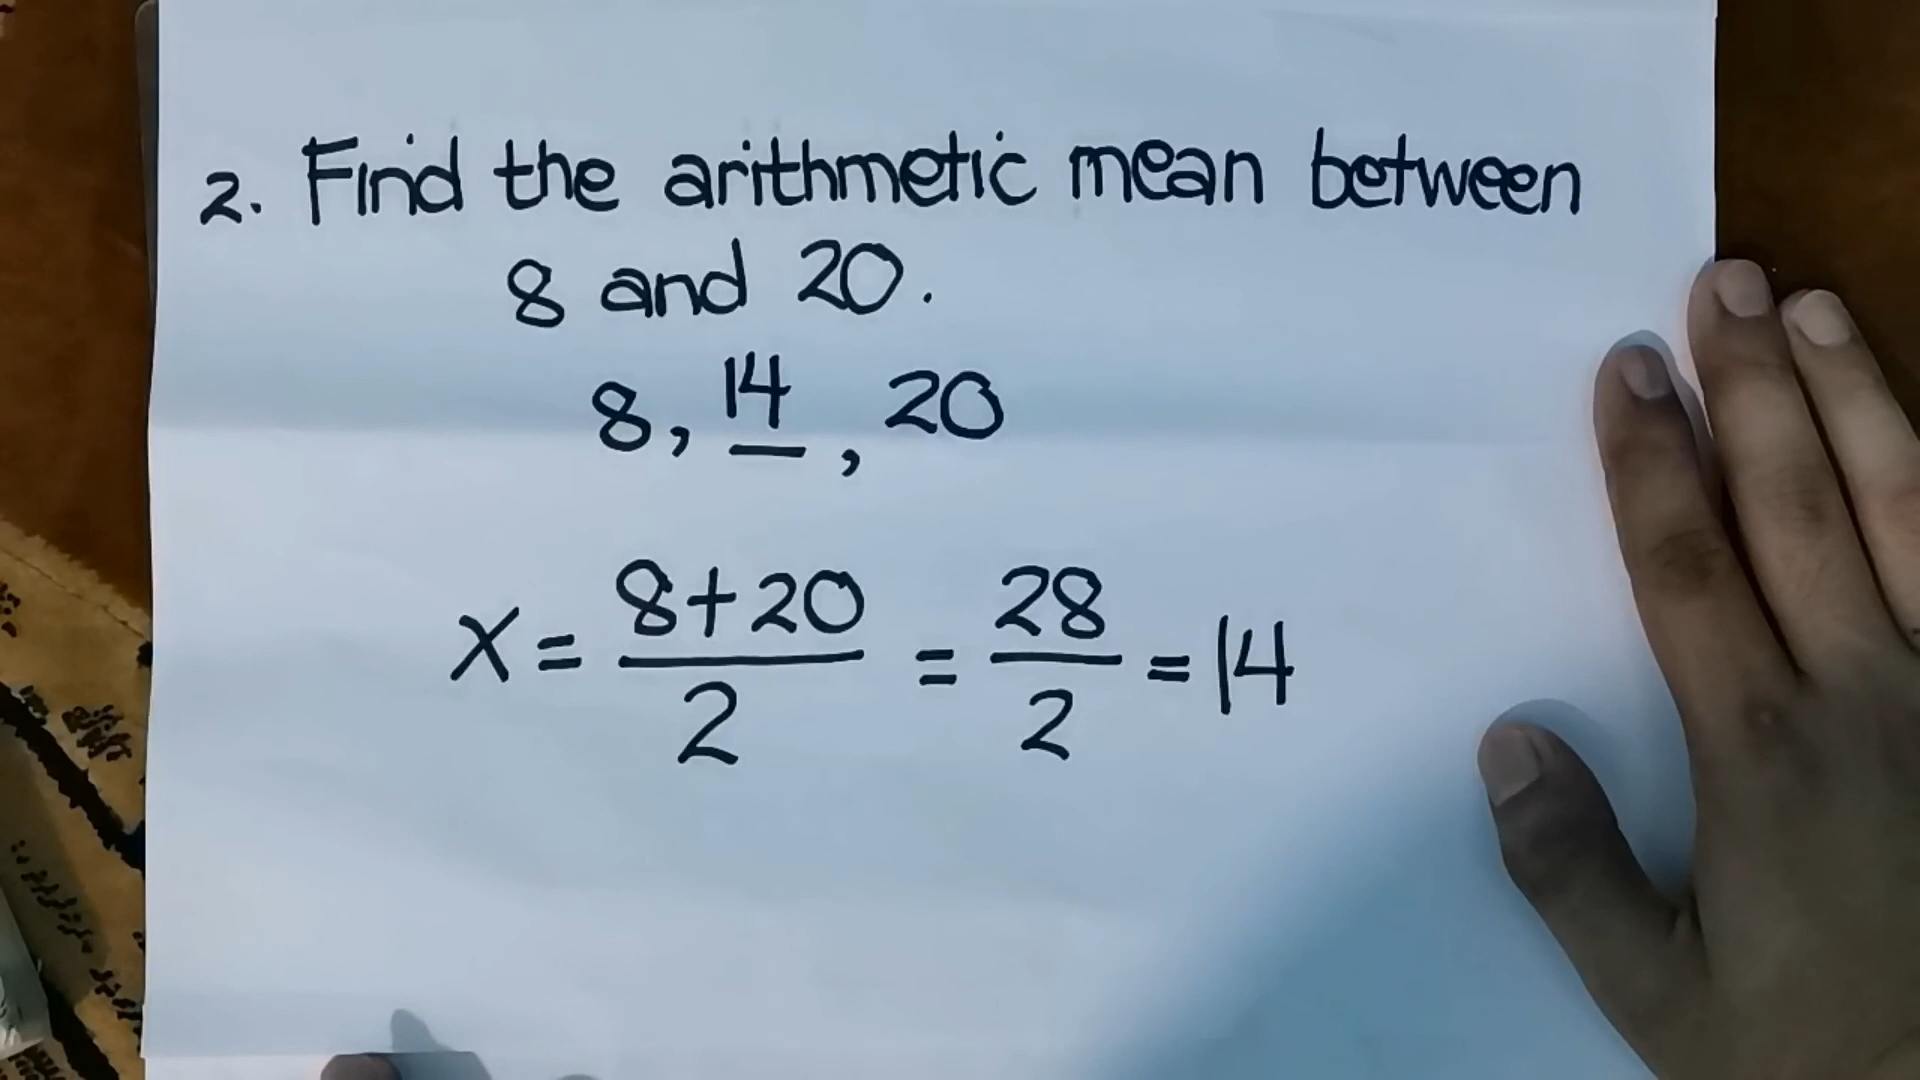 2. Find the arithmetic mean between
8 and 20.
8, 14, 20
X = 8+20/2 = 28/2 = 14